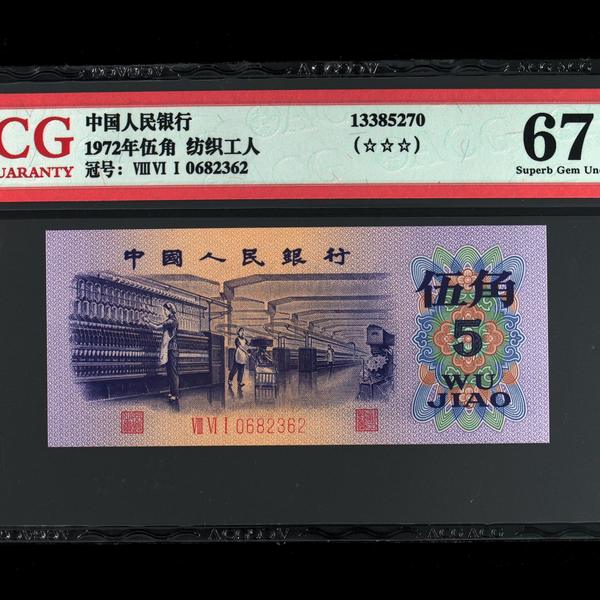 CG
UARANTY
中国人民银行
1972年伍角 纺织工人
冠号: Ⅷ Ⅵ Ⅰ 0682362
13385270
(☆☆☆)
67
Superb Gem Unc
中國人民銀行
伍角
5
WU
JIAO
Ⅷ Ⅵ Ⅰ 0682362